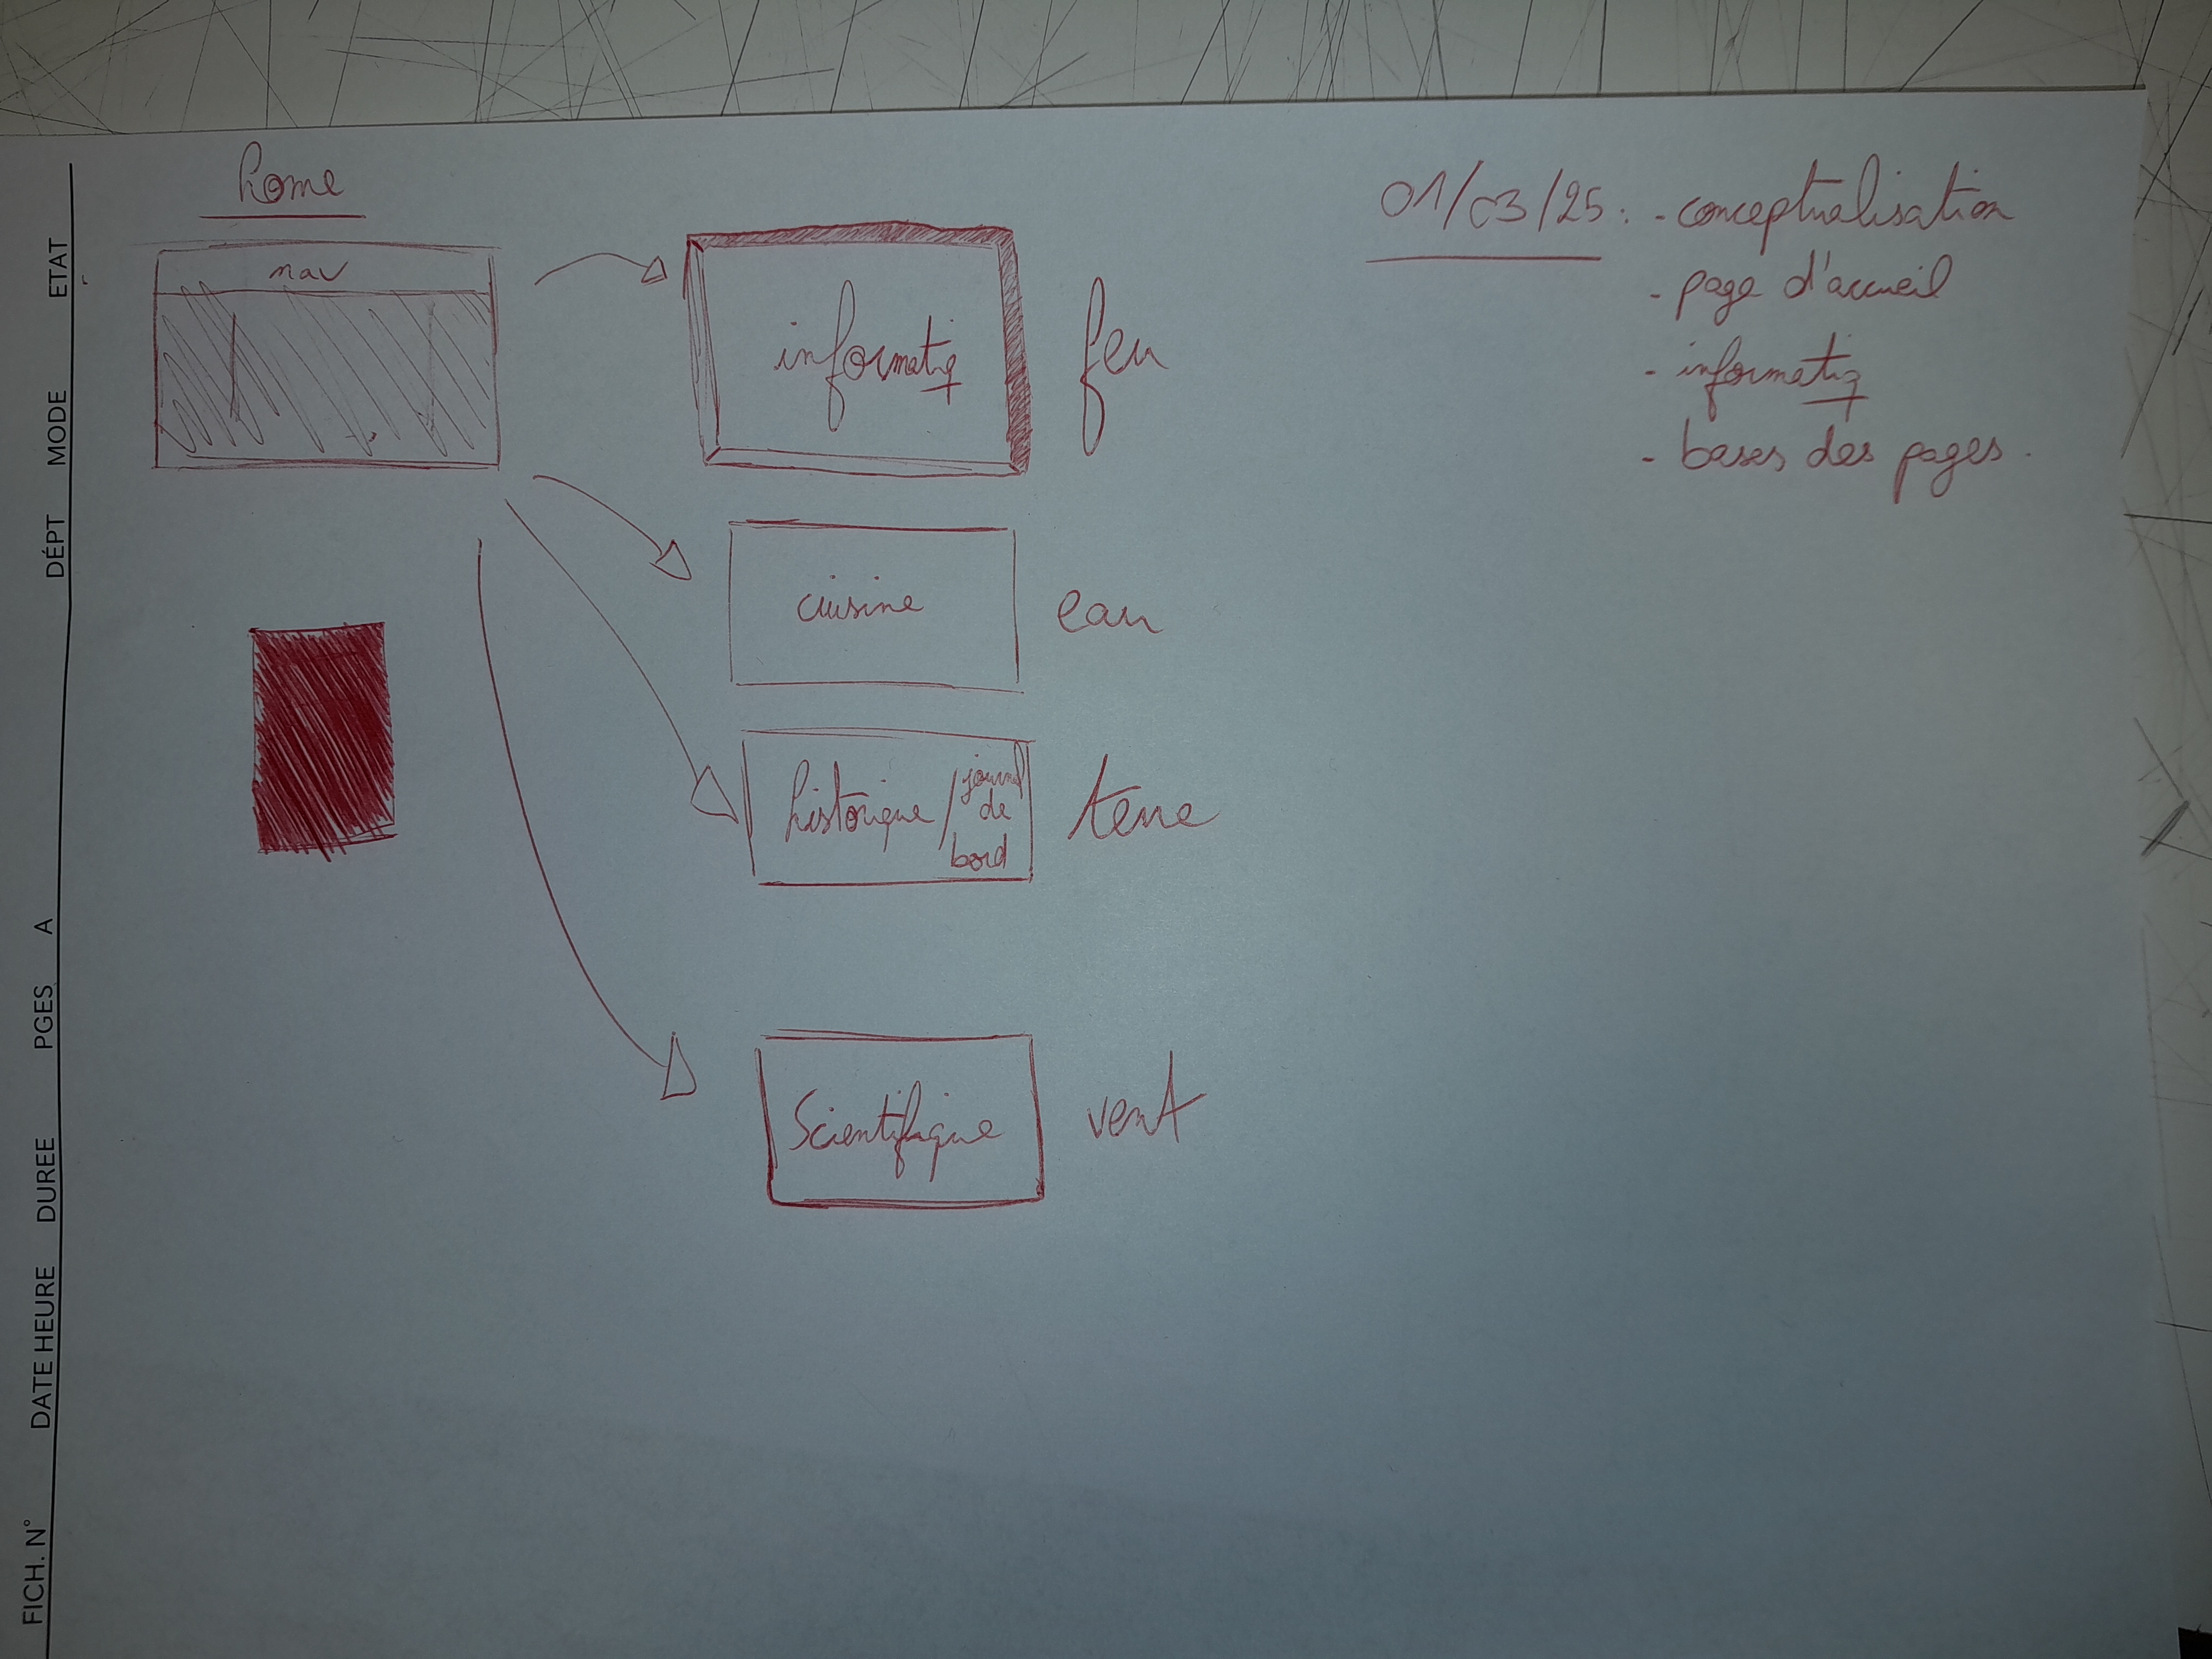 home
nav
informatiq
feu
cuisine
eau
historique / journal
de
bord
terre
Scientifique
vent
01/03/25 : - conceptualisation
- page d'accueil
- informatiq
- bases des pages.
FICH. N° DATE HEURE DUREE PGES A DÉPT MODE ETAT